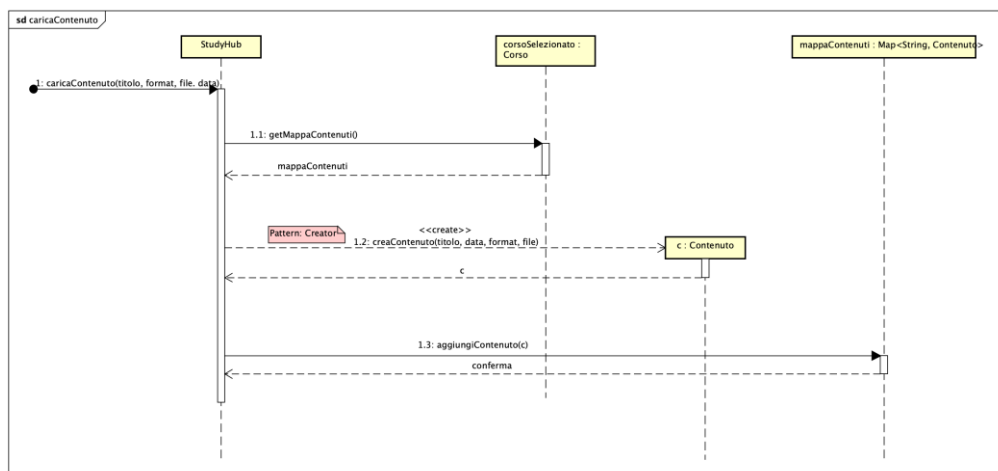 sd caricaContenuto
StudyHub
corsoSelezionato :
Corso
mappaContenuti : Map<String, Contenuto>
1: caricaContenuto(titolo, format, file. data)
1.1: getMappaContenuti()
mappaContenuti
Pattern: Creator
<<create>>
1.2: creaContenuto(titolo, data, format, file)
c : Contenuto
c
1.3: aggiungiContenuto(c)
conferma